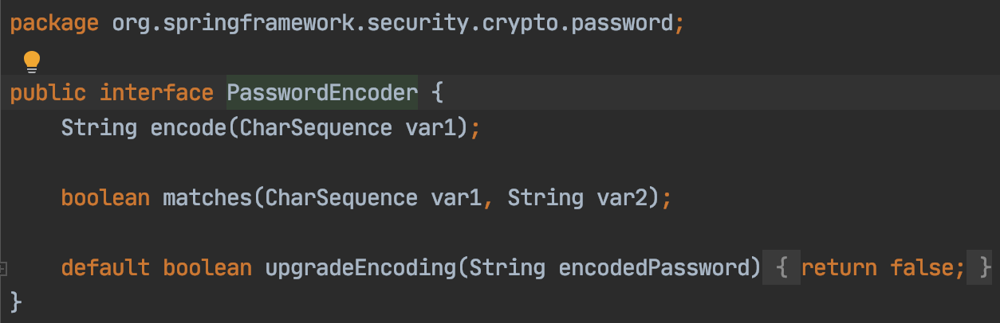 package org.springframework.security.crypto.password;
public interface PasswordEncoder {
String encode(CharSequence var1);
boolean matches(CharSequence var1, String var2);
default boolean upgradeEncoding(String encodedPassword) { return false; }
}